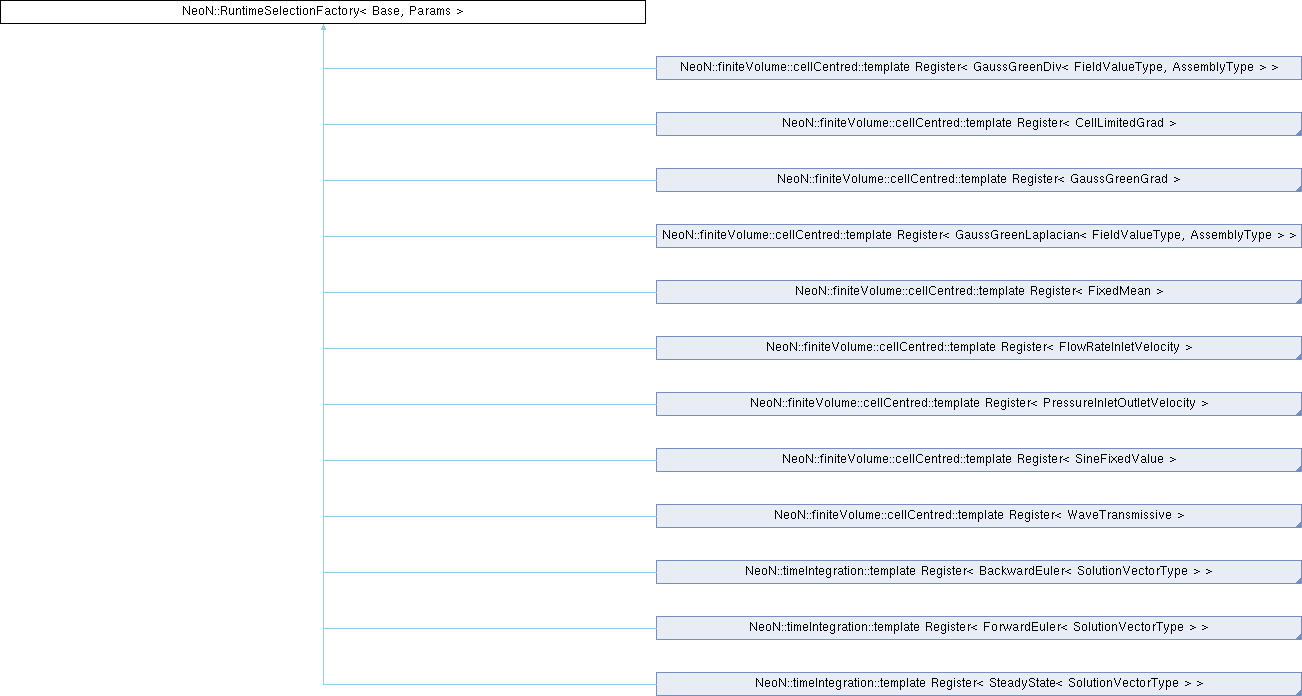 NeoN::RuntimeSelectionFactory< Base, Params >
NeoN::finiteVolume::cellCentred::template Register< GaussGreenDiv< FieldValueType, AssemblyType > >
NeoN::finiteVolume::cellCentred::template Register< CellLimitedGrad >
NeoN::finiteVolume::cellCentred::template Register< GaussGreenGrad >
NeoN::finiteVolume::cellCentred::template Register< GaussGreenLaplacian< FieldValueType, AssemblyType > >
NeoN::finiteVolume::cellCentred::template Register< FixedMean >
NeoN::finiteVolume::cellCentred::template Register< FlowRateInletVelocity >
NeoN::finiteVolume::cellCentred::template Register< PressureInletOutletVelocity >
NeoN::finiteVolume::cellCentred::template Register< SineFixedValue >
NeoN::finiteVolume::cellCentred::template Register< WaveTransmissive >
NeoN::timeIntegration::template Register< BackwardEuler< SolutionVectorType > >
NeoN::timeIntegration::template Register< ForwardEuler< SolutionVectorType > >
NeoN::timeIntegration::template Register< SteadyState< SolutionVectorType > >